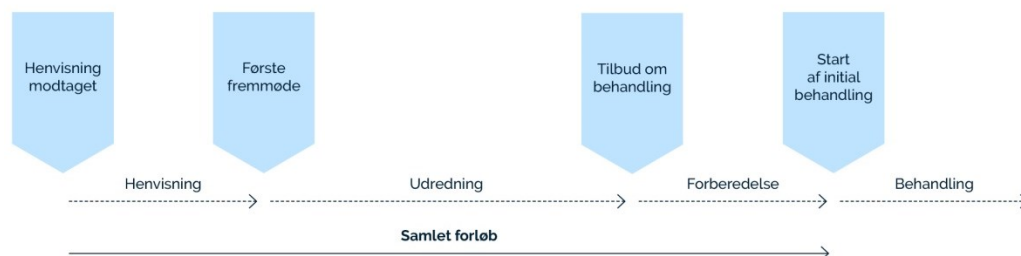 Henvisning
modtaget
Første
fremmøde
Tilbud om
behandling
Start
af initial
behandling
Henvisning
Udredning
Forberedelse
Behandling
Samlet forløb